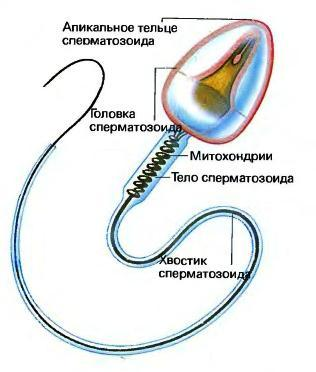 Апикальное тельце
сперматозоида
Головка
сперматозоида
Митохондрии
Тело сперматозоида
Хвостик
сперматозоида